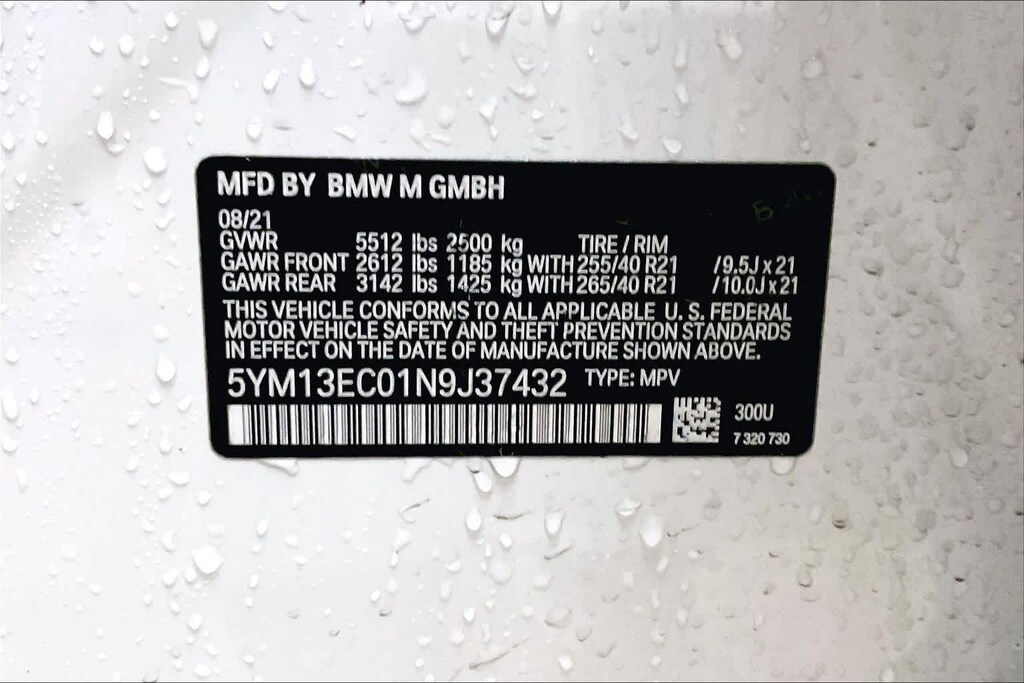 MFD BY BMW M GMBH
08/21
GVWR 5512 lbs 2500 kg TIRE / RIM
GAWR FRONT 2612 lbs 1185 kg WITH 255/40 R21 /9.5J x 21
GAWR REAR 3142 lbs 1425 kg WITH 265/40 R21 /10.0J x 21
THIS VEHICLE CONFORMS TO ALL APPLICABLE U. S. FEDERAL
MOTOR VEHICLE SAFETY AND THEFT PREVENTION STANDARDS
IN EFFECT ON THE DATE OF MANUFACTURE SHOWN ABOVE.
5YM13EC01N9J37432 TYPE: MPV
300U
7 320 730